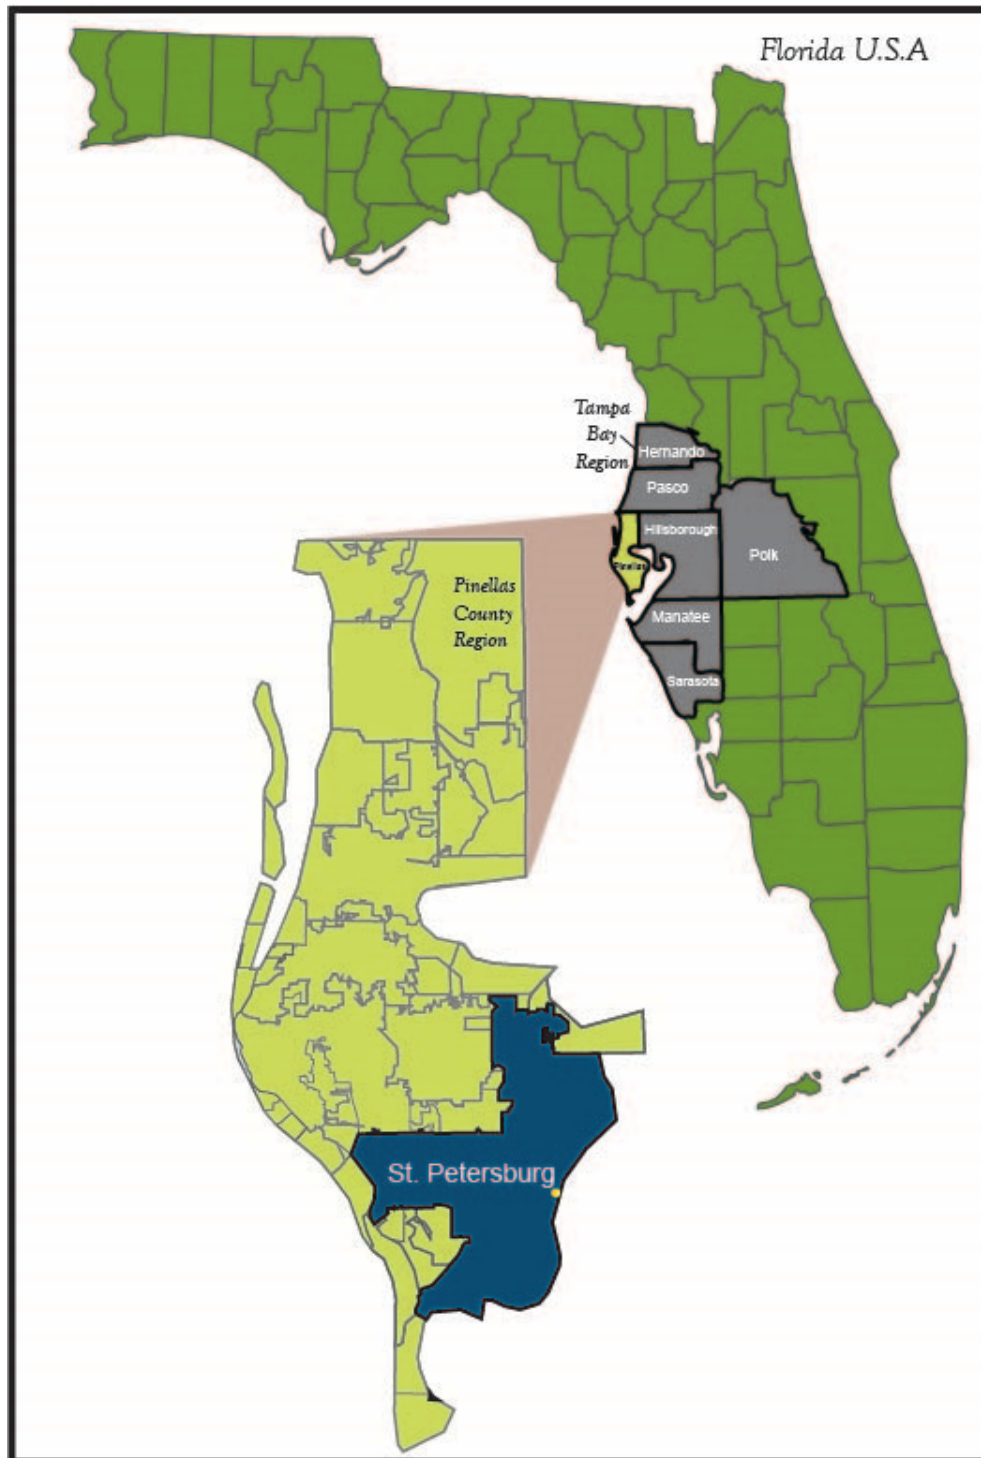 Florida U.S.A
Tampa
Bay
Region
Hernando
Pasco
Hillsborough
Polk
Pinellas
Manatee
Sarasota
Pinellas
County
Region
St. Petersburg